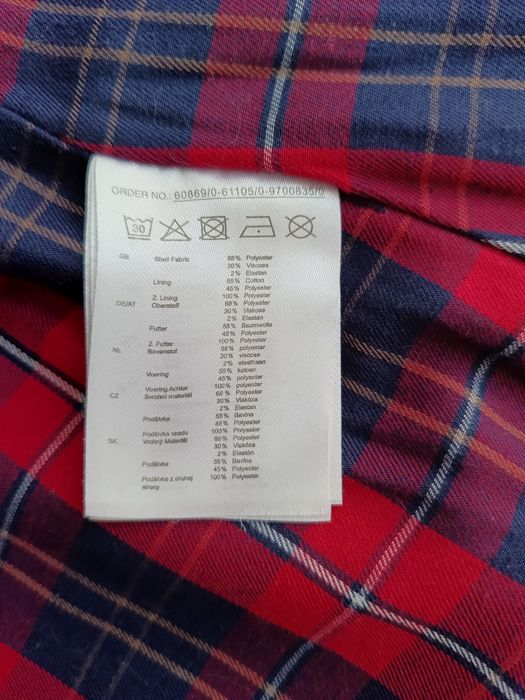 ORDER NO.: 60869/0-61105/0-9700835/0
30
GB Shell Fabric 68% Polyester
30% Viscose
2% Elastan
Lining 55% Cotton
45% Polyester
2. Lining 100% Polyester
DE/AT Oberstoff 68% Polyester
30% Viskose
2% Elastan
Futter 55% Baumwolle
45% Polyester
2. Futter 100% Polyester
NL Bovenstof 68% polyester
30% viscose
2% elasthaan
Voering 55% katoen
45% polyester
Voering Achter 100% polyester
CZ Svrchní materiál 68% Polyester
30% Viskóza
2% Elastan
Podšívka 55% Bavlna
45% Polyester
Podšívka vzadu 100% Polyester
SK Vrchný Materiál 68% Polyester
30% Viskóza
2% Elastán
Podšívka 55% Bavlna
45% Polyester
Podšívka z druhej 100% Polyester
strany